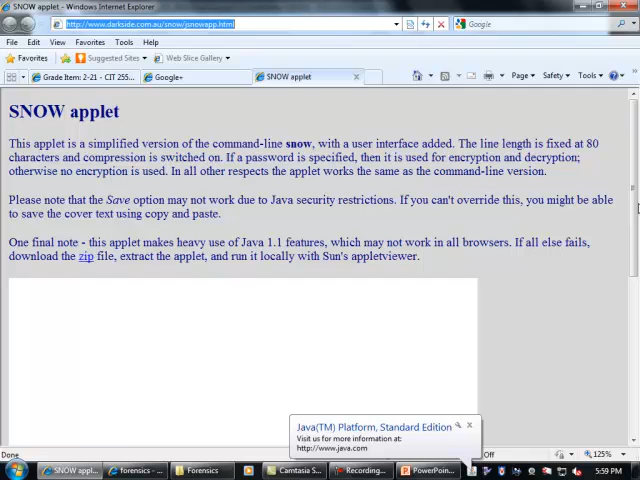 SNOW applet - Windows Internet Explorer
http://www.darkside.com.au/snow/jsnowapp.html
Google
File Edit View Favorites Tools Help
Favorites Suggested Sites Web Slice Gallery
Grade Item: 2-21 - CIT 255... Google+ SNOW applet Page Safety Tools
SNOW applet
This applet is a simplified version of the command-line snow, with a user interface added. The line length is fixed at 80
characters and compression is switched on. If a password is specified, then it is used for encryption and decryption;
otherwise no encryption is used. In all other respects the applet works the same as the command-line version.
Please note that the Save option may not work due to Java security restrictions. If you can't override this, you might be able
to save the cover text using copy and paste.
One final note - this applet makes heavy use of Java 1.1 features, which may not work in all browsers. If all else fails,
download the zip file, extract the applet, and run it locally with Sun's appletviewer.
Java(TM) Platform, Standard Edition
Visit us for more information at:
http://www.java.com
Done Off 125%
SNOW appl... forensics - ... Forensics Camtasia S... Recording... PowerPoin... 5:59 PM